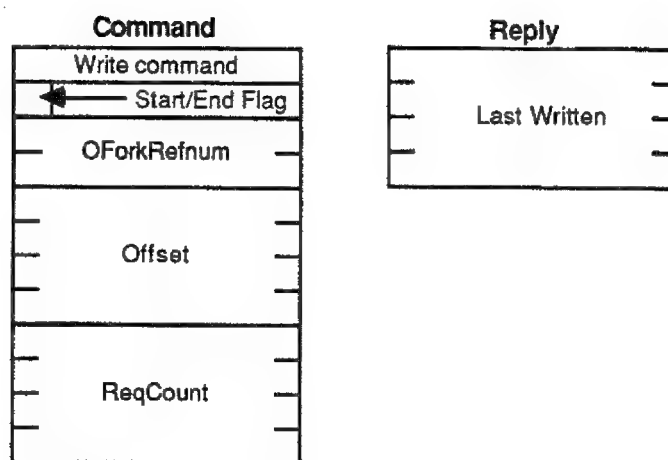 Command
Write command
Start/End Flag
OForkRefnum
Offset
ReqCount
Reply
Last Written